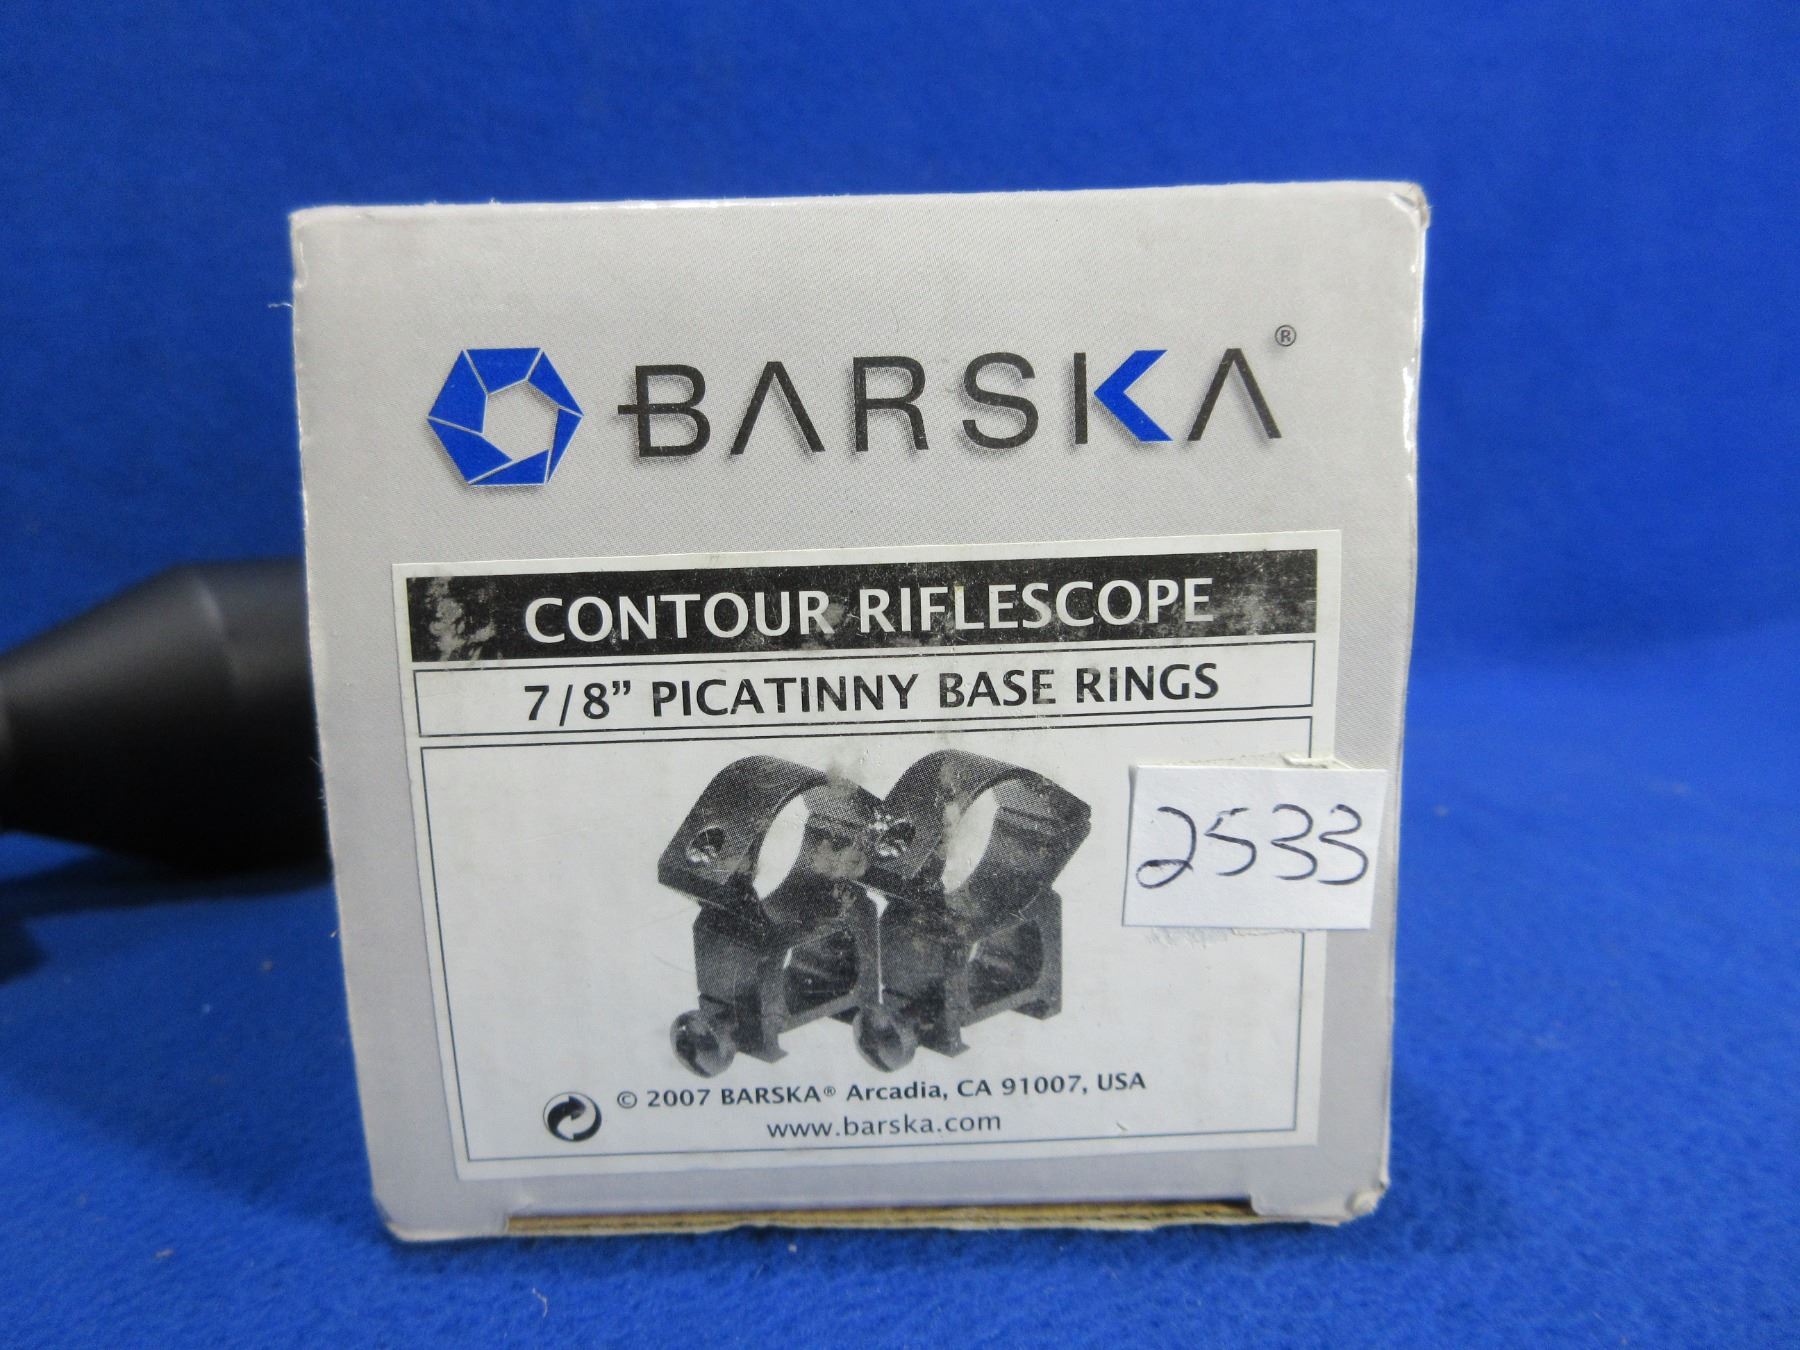 BARSKA®
CONTOUR RIFLESCOPE
7/8” PICATINNY BASE RINGS
2533
© 2007 BARSKA® Arcadia, CA 91007, USA
www.barska.com